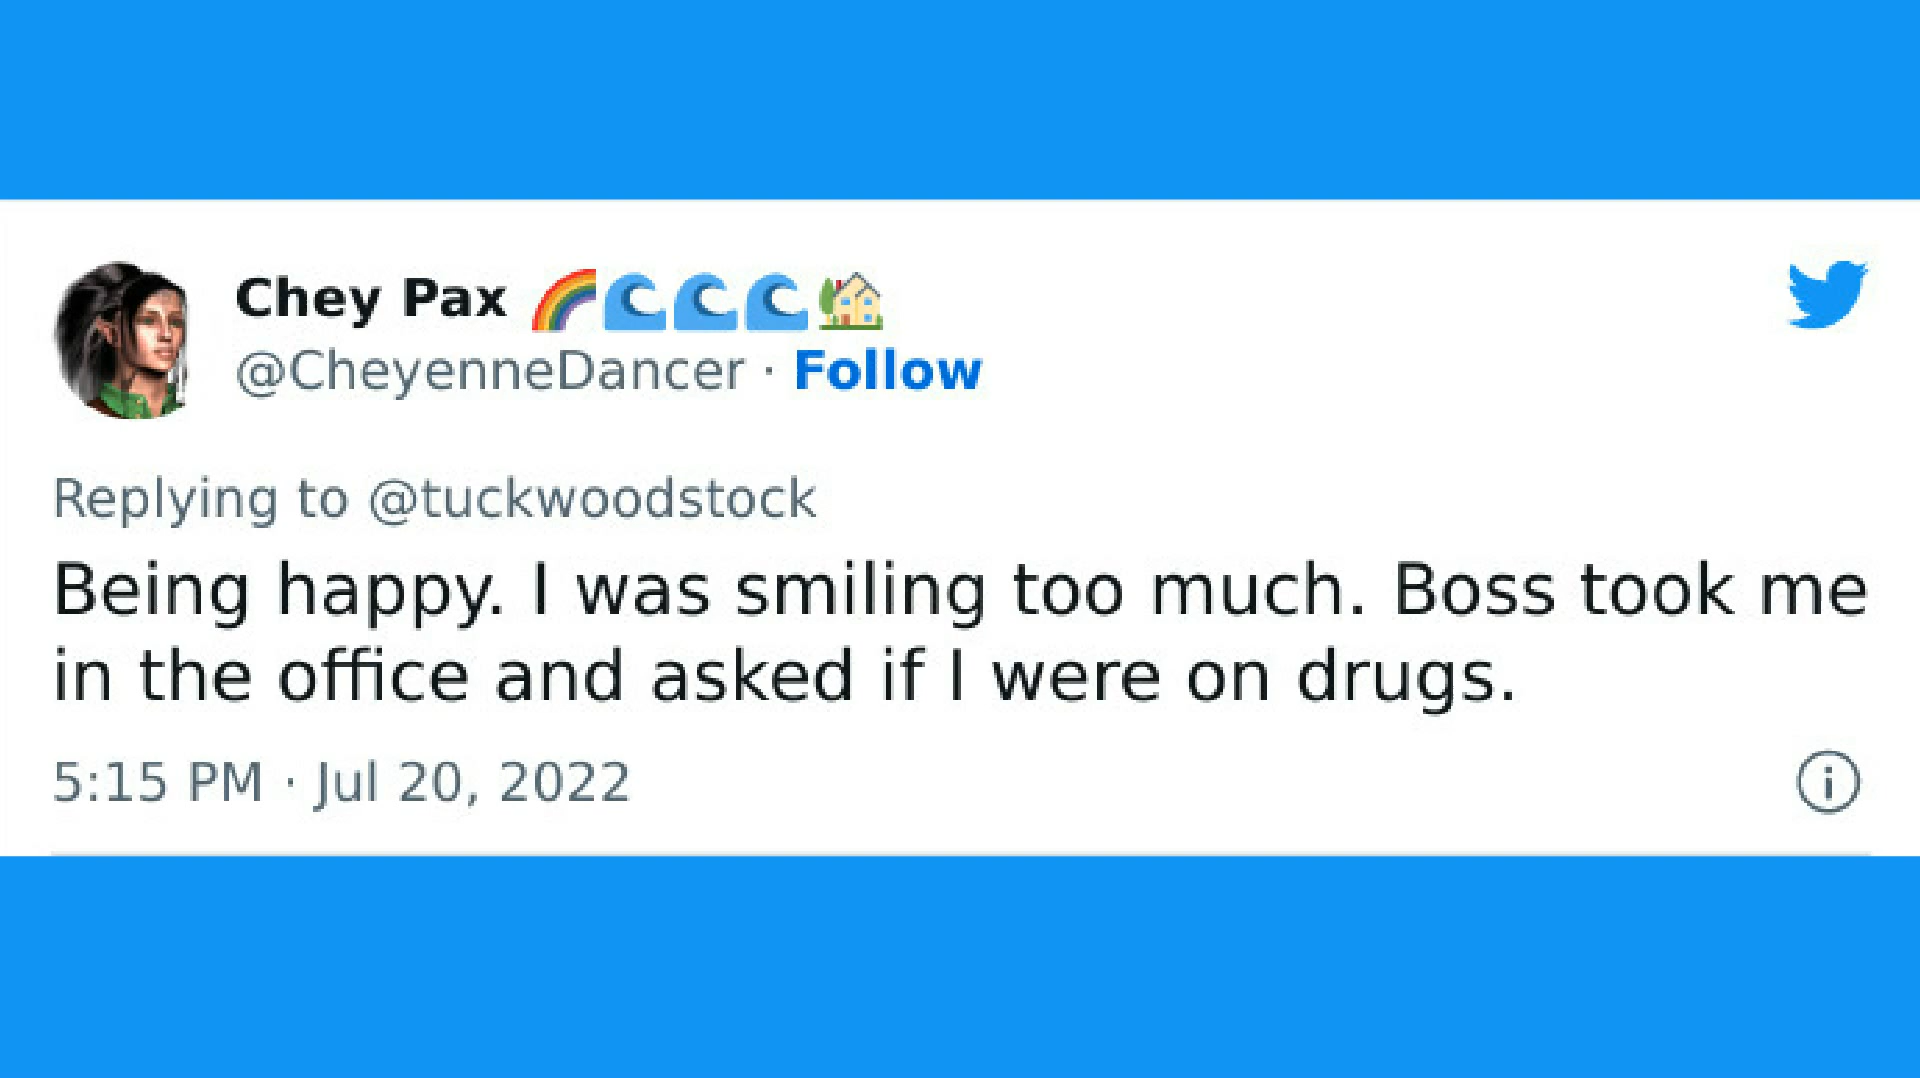 Chey Pax 🌈🌊🌊🌊🏡
@CheyenneDancer · Follow
Replying to @tuckwoodstock
Being happy. I was smiling too much. Boss took me
in the office and asked if I were on drugs.
5:15 PM · Jul 20, 2022